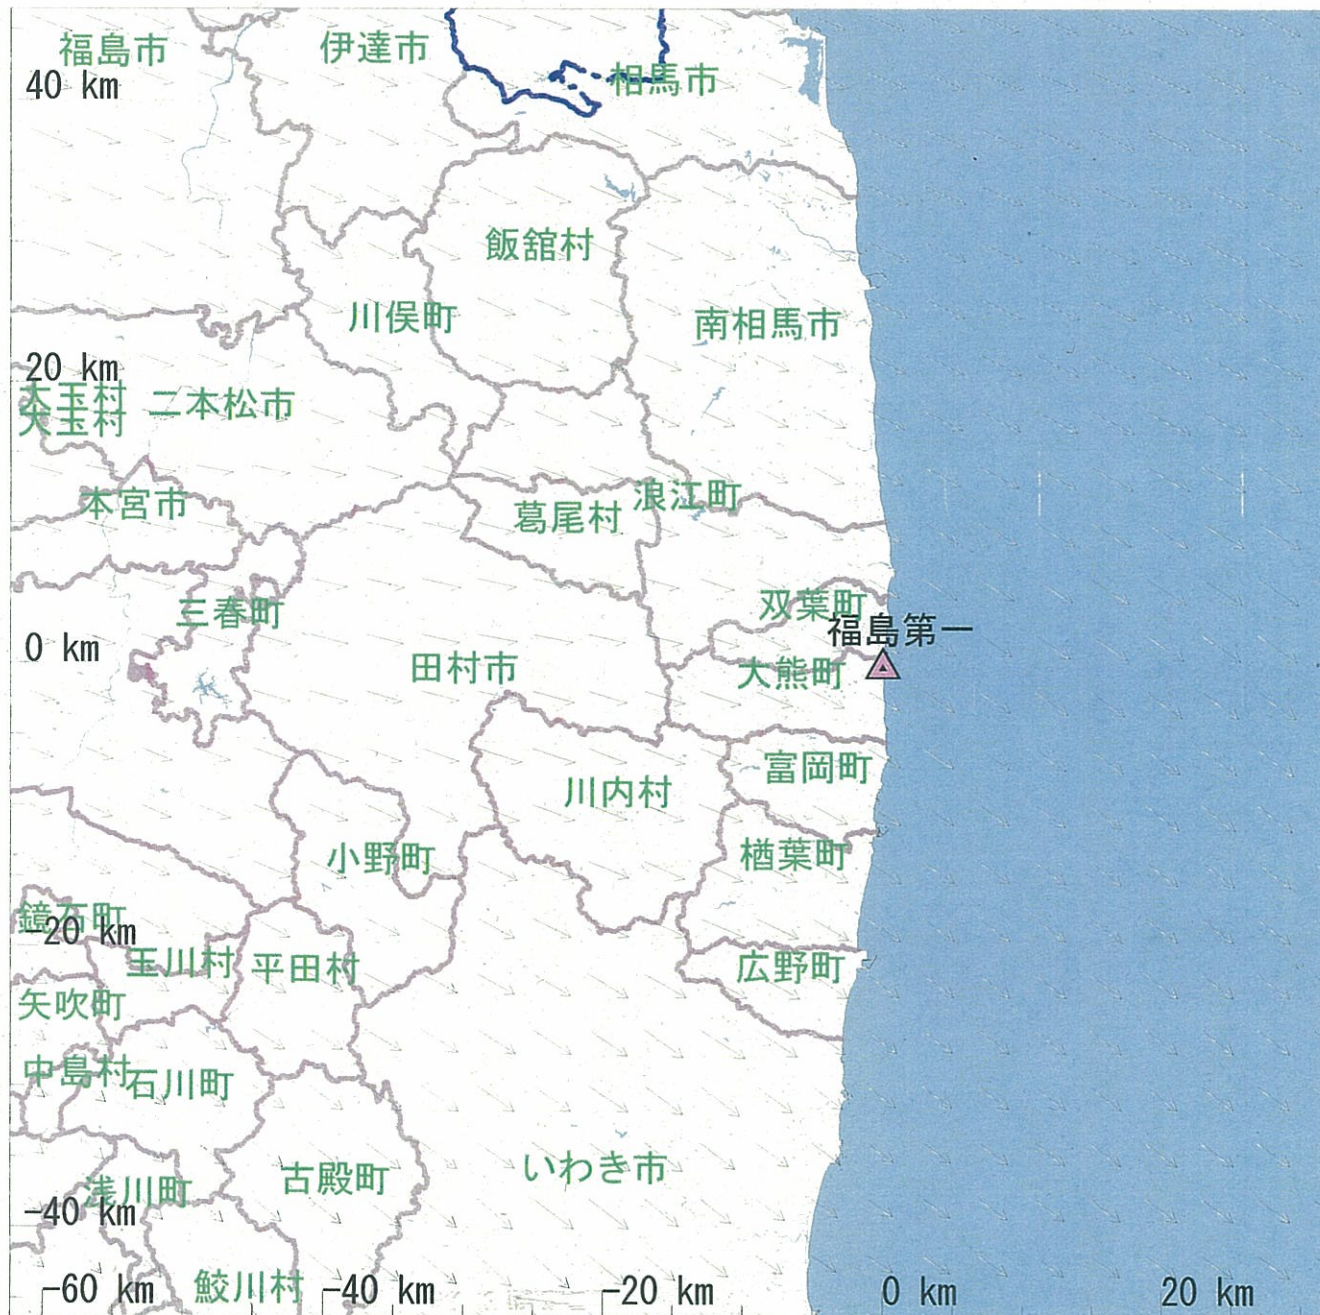 福島市
伊達市
相馬市
40 km
飯舘村
川俣町
南相馬市
20 km
大玉村
大玉村
二本松市
本宮市
葛尾村
浪江町
三春町
双葉町
福島第一
0 km
田村市
大熊町
富岡町
川内村
小野町
楢葉町
鏡石町
-20 km
玉川村
平田村
広野町
矢吹町
中島村
石川町
いわき市
古殿町
浅川町
-40 km
鮫川村
-60 km
-40 km
-20 km
0 km
20 km